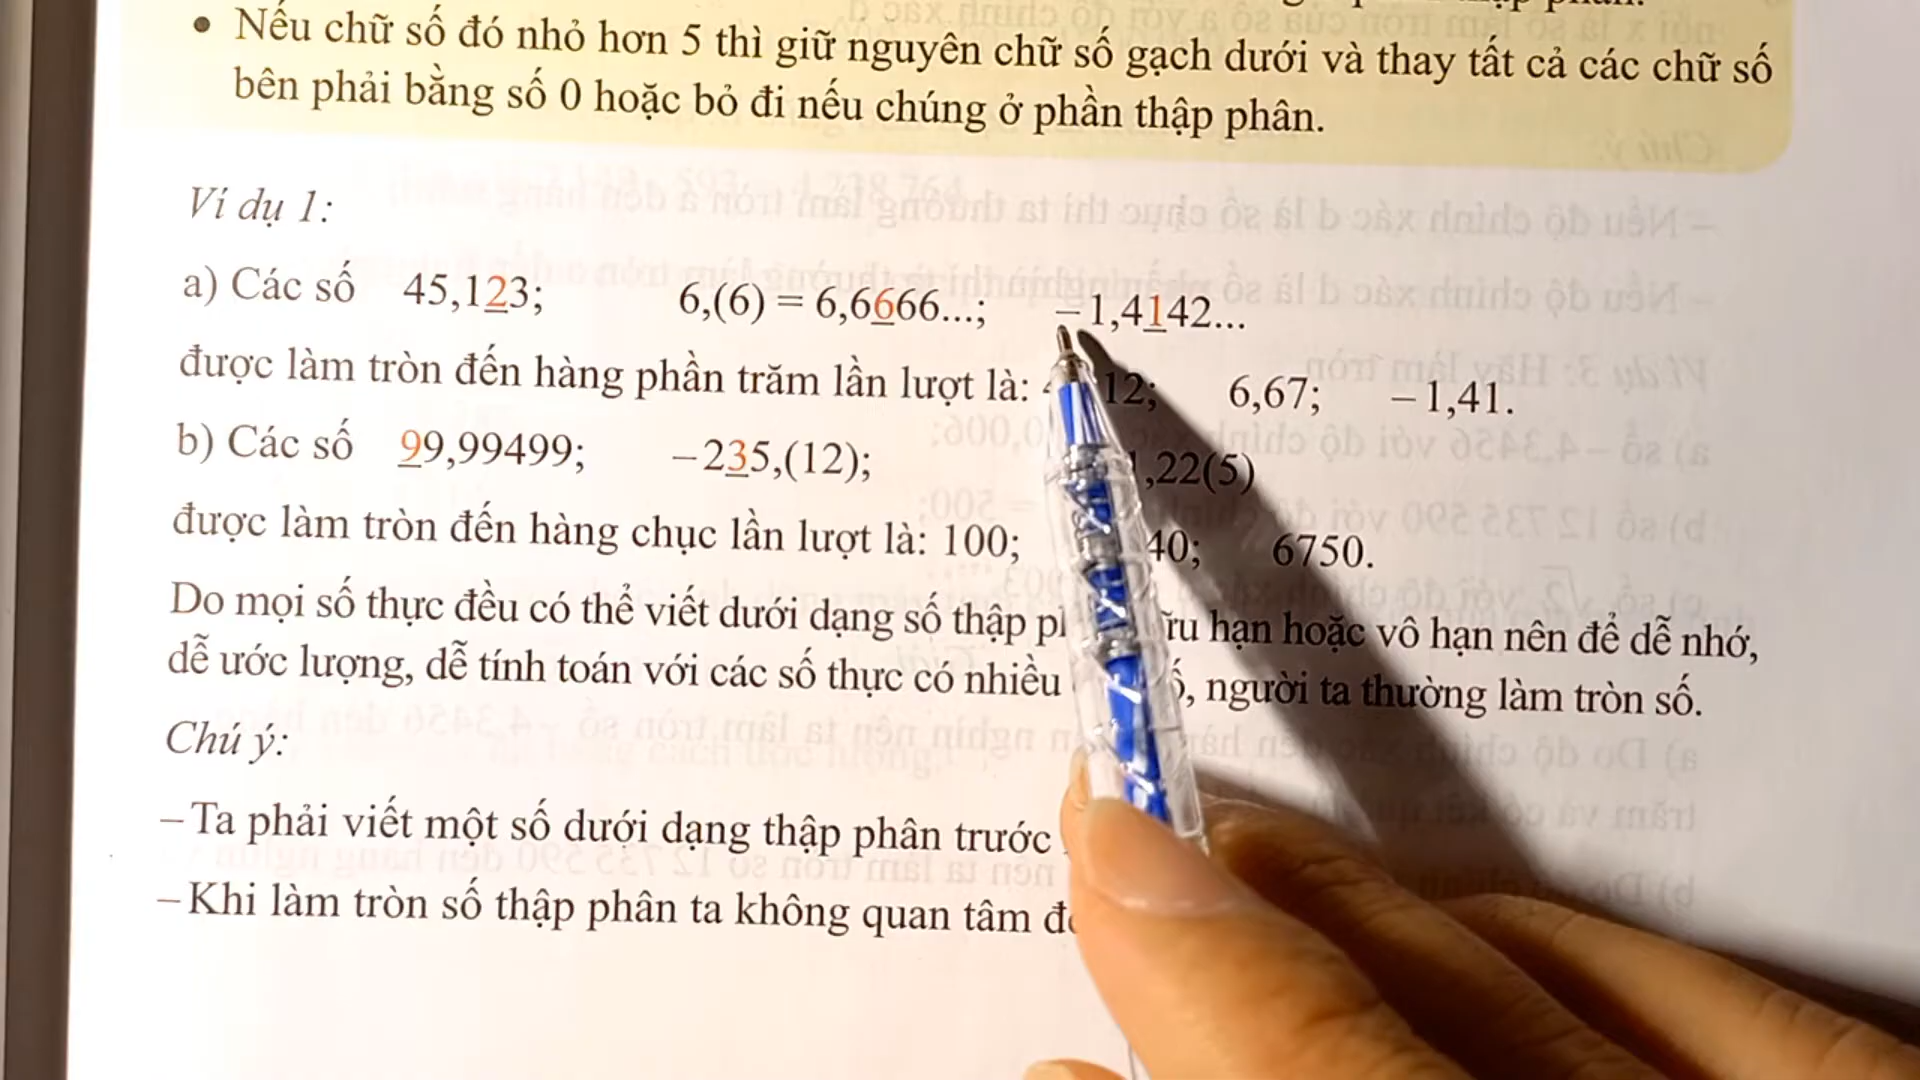 • Nếu chữ số đó nhỏ hơn 5 thì giữ nguyên chữ số gạch dưới và thay tất cả các chữ số
bên phải bằng số 0 hoặc bỏ đi nếu chúng ở phần thập phân.
Ví dụ 1:
a) Các số 45,123; 6,(6) = 6,6666...; –1,4142...
được làm tròn đến hàng phần trăm lần lượt là: 12; 6,67; –1,41.
b) Các số 99,99499; –235,(12); ,22(5)
được làm tròn đến hàng chục lần lượt là: 100; 40; 6750.
Do mọi số thực đều có thể viết dưới dạng số thập hạn hoặc vô hạn nên để dễ nhớ,
dễ ước lượng, dễ tính toán với các số thực có nhiều người ta thường làm tròn số.
Chú ý:
– Ta phải viết một số dưới dạng thập phân trước
– Khi làm tròn số thập phân ta không quan tâm